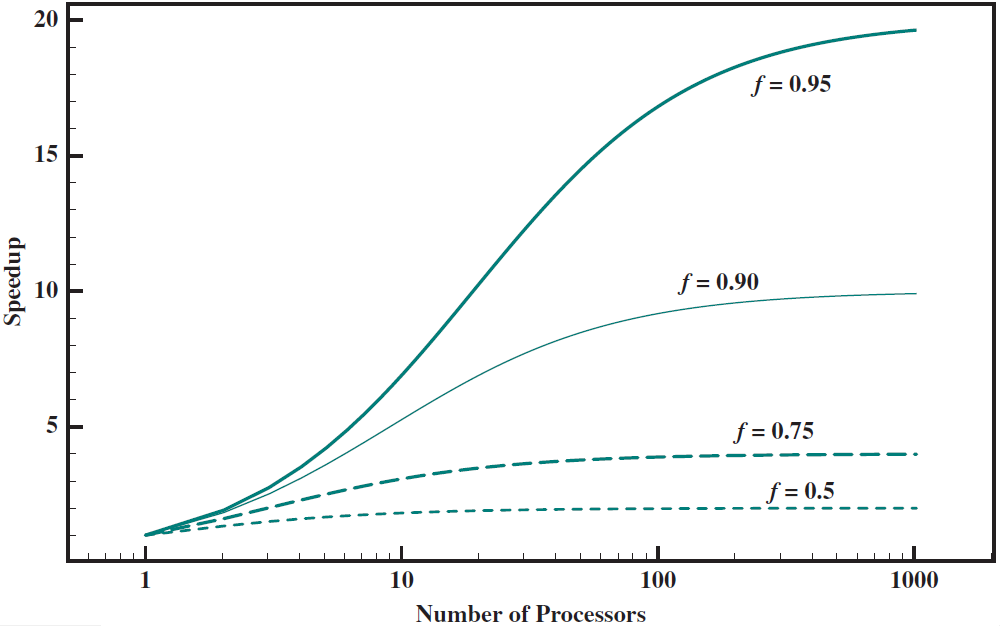 20
f = 0.95
15
Speedup
10
f = 0.90
5
f = 0.75
f = 0.5
1 10 100 1000
Number of Processors